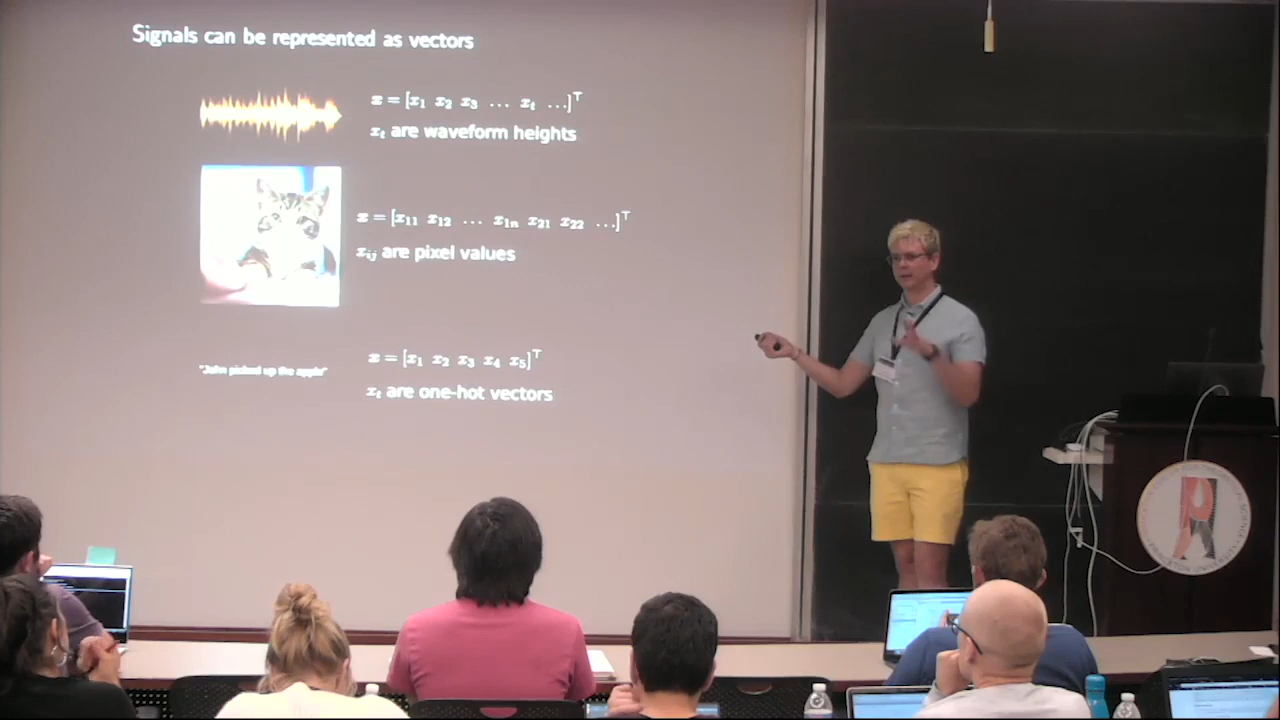 Signals can be represented as vectors
x = [x₁ x₂ x₃ … xₜ …]ᵀ
xₜ are waveform heights
x = [x₁₁ x₁₂ … x₁ₙ x₂₁ x₂₂ …]ᵀ
xᵢⱼ are pixel values
"John picked up the apple"
x = [x₁ x₂ x₃ x₄ x₅]ᵀ
xₜ are one-hot vectors